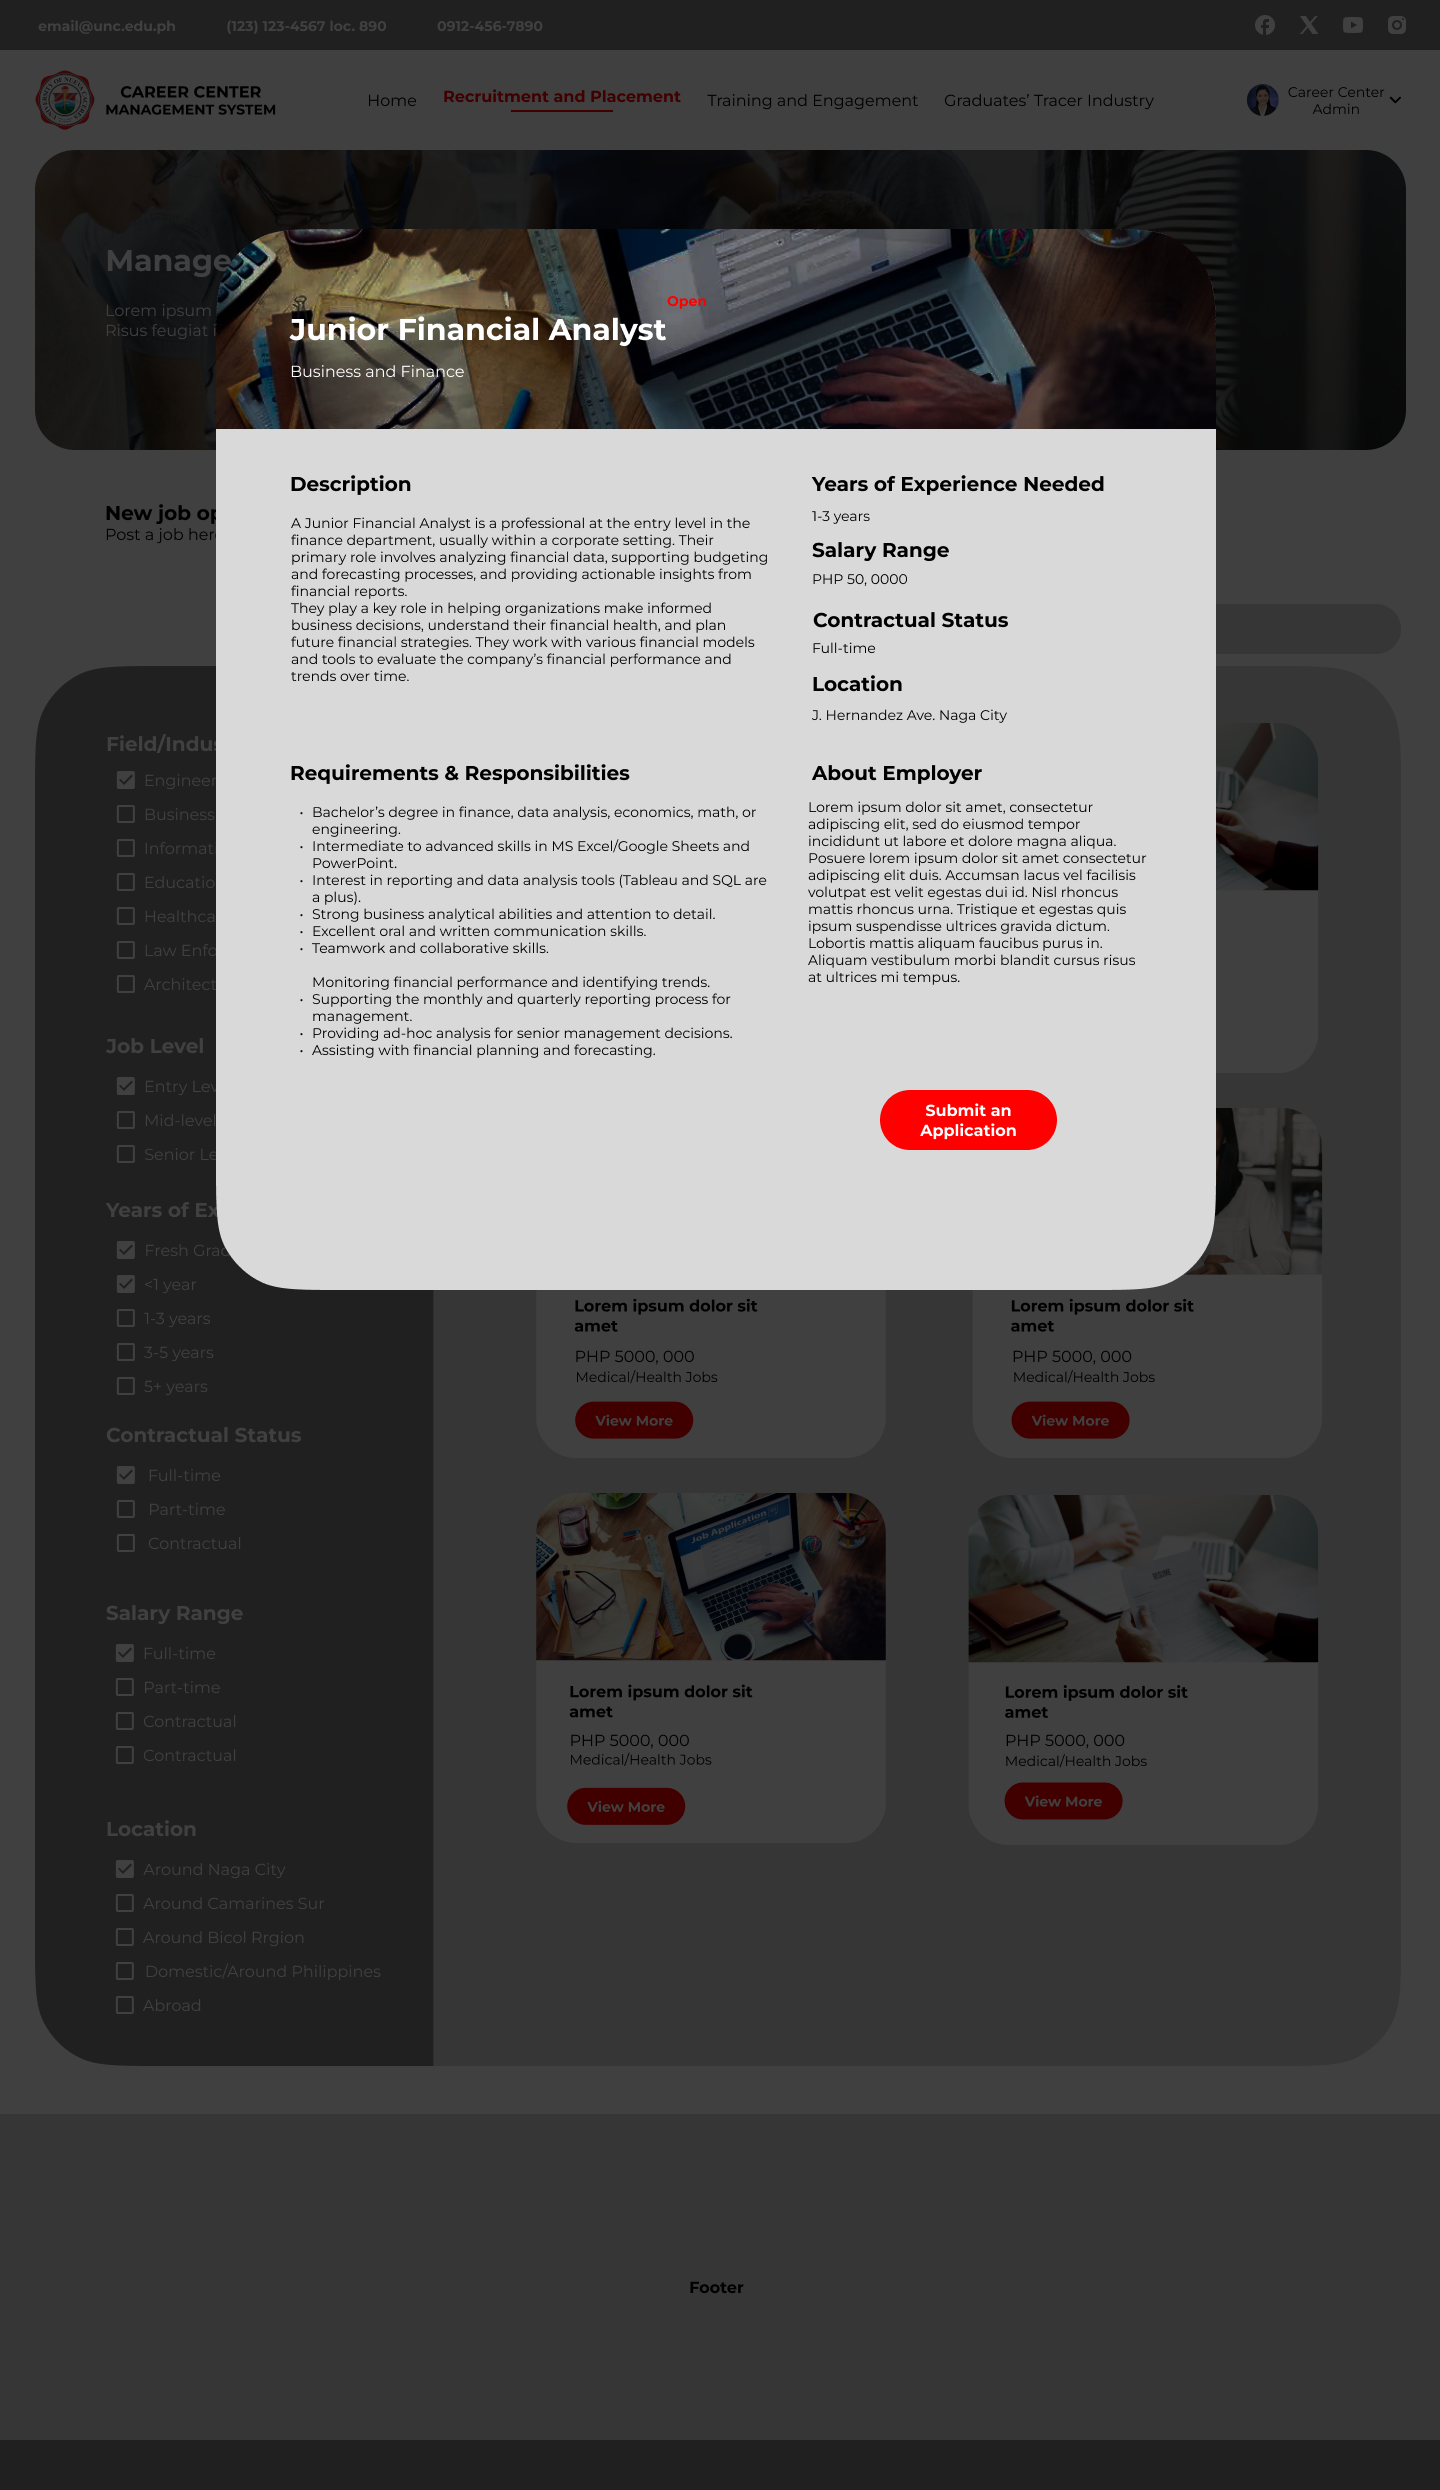 email@unc.edu.ph
(123) 123-4567 loc. 890
0912-456-7890
CAREER CENTER
MANAGEMENT SYSTEM
Home
Recruitment and Placement
Training and Engagement
Graduates’ Tracer Industry
Career Center
Admin
Manage
Lorem ipsum
Risus feugiat i
Open
Junior Financial Analyst
Business and Finance
New job op
Post a job her
Description
A Junior Financial Analyst is a professional at the entry level in the
finance department, usually within a corporate setting. Their
primary role involves analyzing financial data, supporting budgeting
and forecasting processes, and providing actionable insights from
financial reports.
They play a key role in helping organizations make informed
business decisions, understand their financial health, and plan
future financial strategies. They work with various financial models
and tools to evaluate the company’s financial performance and
trends over time.
Years of Experience Needed
1-3 years
Salary Range
PHP 50, 0000
Contractual Status
Full-time
Location
J. Hernandez Ave. Naga City
Requirements & Responsibilities
• Bachelor’s degree in finance, data analysis, economics, math, or
engineering.
• Intermediate to advanced skills in MS Excel/Google Sheets and
PowerPoint.
• Interest in reporting and data analysis tools (Tableau and SQL are
a plus).
• Strong business analytical abilities and attention to detail.
• Excellent oral and written communication skills.
• Teamwork and collaborative skills.
Monitoring financial performance and identifying trends.
• Supporting the monthly and quarterly reporting process for
management.
• Providing ad-hoc analysis for senior management decisions.
• Assisting with financial planning and forecasting.
About Employer
Lorem ipsum dolor sit amet, consectetur
adipiscing elit, sed do eiusmod tempor
incididunt ut labore et dolore magna aliqua.
Posuere lorem ipsum dolor sit amet consectetur
adipiscing elit duis. Accumsan lacus vel facilisis
volutpat est velit egestas dui id. Nisl rhoncus
mattis rhoncus urna. Tristique et egestas quis
ipsum suspendisse ultrices gravida dictum.
Lobortis mattis aliquam faucibus purus in.
Aliquam vestibulum morbi blandit cursus risus
at ultrices mi tempus.
Submit an
Application
Field/Indus
Engineer
Business
Informat
Educatio
Healthca
Law Enfo
Architect
Job Level
Entry Lev
Mid-level
Senior Le
Years of Ex
Fresh Grad
<1 year
1-3 years
3-5 years
5+ years
Contractual Status
Full-time
Part-time
Contractual
Salary Range
Full-time
Part-time
Contractual
Contractual
Location
Around Naga City
Around Camarines Sur
Around Bicol Rrgion
Domestic/Around Philippines
Abroad
Lorem ipsum dolor sit
amet
PHP 5000, 000
Medical/Health Jobs
View More
Lorem ipsum dolor sit
amet
PHP 5000, 000
Medical/Health Jobs
View More
Job Application
Lorem ipsum dolor sit
amet
PHP 5000, 000
Medical/Health Jobs
View More
RESUME
Lorem ipsum dolor sit
amet
PHP 5000, 000
Medical/Health Jobs
View More
Footer